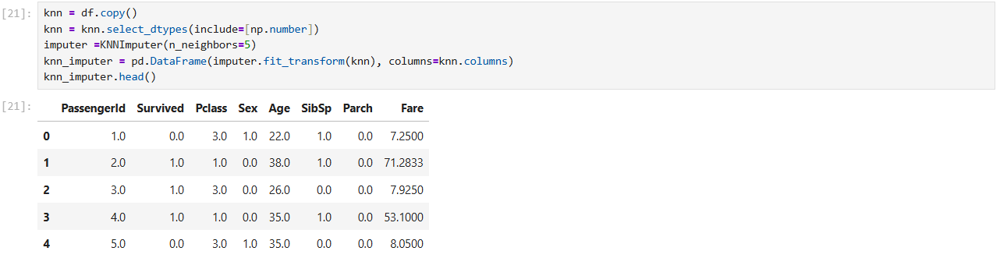 [21]: knn = df.copy()
knn = knn.select_dtypes(include=[np.number])
imputer =KNNImputer(n_neighbors=5)
knn_imputer = pd.DataFrame(imputer.fit_transform(knn), columns=knn.columns)
knn_imputer.head()
[21]: PassengerId Survived Pclass Sex Age SibSp Parch Fare
0 1.0 0.0 3.0 1.0 22.0 1.0 0.0 7.2500
1 2.0 1.0 1.0 0.0 38.0 1.0 0.0 71.2833
2 3.0 1.0 3.0 0.0 26.0 0.0 0.0 7.9250
3 4.0 1.0 1.0 0.0 35.0 1.0 0.0 53.1000
4 5.0 0.0 3.0 1.0 35.0 0.0 0.0 8.0500